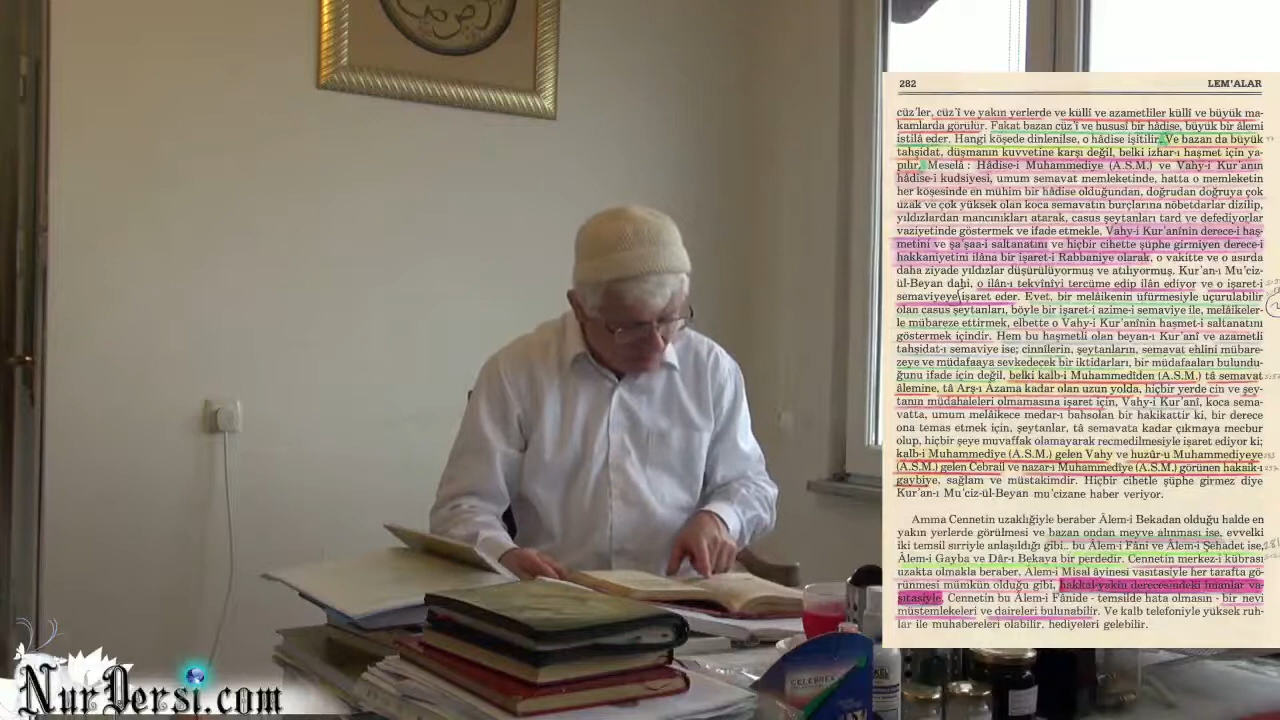 282 LEM'ALAR
cüz'ler, cüz'î ve yakın yerlerde ve küllî ve azametliler küllî ve büyük ma-
kamlarda görülür. Fakat bazan cüz'î ve hususî bir hâdise, büyük bir âlemi
istilâ eder. Hangi köşede dinlenilse, o hâdise işitilir. Ve bazan da büyük
tahşidat, düşmanın kuvvetine karşı değil, belki izhar-ı haşmet için ya-
pılır. Meselâ : Hâdise-i Muhammediye (A.S.M.) ve Vahy-i Kur'anın
hâdise-i kudsiyesi, umum semavat memleketinde, hatta o memleketin
her köşesinde en mühim bir hâdise olduğundan, doğrudan doğruya çok
uzak ve çok yüksek olan koca semavatın burçlarına nöbetdarlar dizilip,
yıldızlardan mancınıkları atarak, casus şeytanları tard ve defediyorlar
vaziyetinde göstermek ve ifade etmekle, Vahy-i Kur'anînin derece-i haş-
metini ve şa'şaa-i saltanatını ve hiçbir cihette şüphe girmiyen derece-i
hakkaniyetini ilâna bir işaret-i Rabbaniye olarak, o vakitte ve o asırda
daha ziyade yıldızlar düşürülüyormuş ve atılıyormuş. Kur'an-ı Mu'ciz-
ül-Beyan dahi, o ilân-ı tekvînîyi tercüme edip ilân ediyor ve o işaret-i
semaviyeye işaret eder. Evet, bir melâikenin üfürmesiyle uçurulabilir
olan casus şeytanları, böyle bir işaret-i azîme-i semaviye ile, melâikeler-
le mübareze ettirmek, elbette o Vahy-i Kur'anînin haşmet-i saltanatını
göstermek içindir. Hem bu haşmetli olan beyan-ı Kur'anî ve azametli
tahşidat-ı semaviye ise; cinnîlerin, şeytanların, semavat ehlini mübare-
zeye ve müdafaaya sevkedecek bir iktidarları, bir müdafaaları bulundu-
ğunu ifade için değil, belki kalb-i Muhammedîden (A.S.M.) tâ semavat
âlemine, tâ Arş-ı Âzama kadar olan uzun yolda, hiçbir yerde cin ve şey-
tanın müdahaleleri olmamasına işaret için, Vahy-i Kur'anî, koca sema-
vatta, umum melâikece medar-ı bahsolan bir hakikattir ki, bir derece
ona temas etmek için, şeytanlar, tâ semavata kadar çıkmaya mecbur
olup, hiçbir şeye muvaffak olamayarak recmedilmesiyle işaret ediyor ki;
kalb-i Muhammedîye (A.S.M.) gelen Vahy ve huzûr-u Muhammediyeye
(A.S.M.) gelen Cebrail ve nazar-ı Muhammedîye (A.S.M.) görünen hakaik-ı
gaybiye, sağlam ve müstakimdir. Hiçbir cihetle şüphe girmez diye
Kur'an-ı Mu'ciz-ül-Beyan mu'cizane haber veriyor.
Amma Cennetin uzaklığiyle beraber Âlem-i Bekadan olduğu halde en
yakın yerlerde görülmesi ve bazan ondan meyve alınması ise, evvelki
iki temsil sırriyle anlaşıldığı gibi.. bu Âlem-i Fâni ve Âlem-i Şehadet ise,
Âlem-i Gayba ve Dâr-ı Bekaya bir perdedir. Cennetin merkez-i kübrası
uzakta olmakla beraber, Âlem-i Misal âyinesi vasıtasiyle her tarafta gö-
rünmesi mümkün olduğu gibi, hakkal-yakîn derecesindeki imanlar va-
sıtasiyle, Cennetin bu Âlem-i Fânide - temsilde hata olmasın - bir nevi
müstemlekeleri ve daireleri bulunabilir. Ve kalb telefoniyle yüksek ruh-
lar ile muhabereleri olabilir, hediyeleri gelebilir.
CELEBREX
NurDersi.com